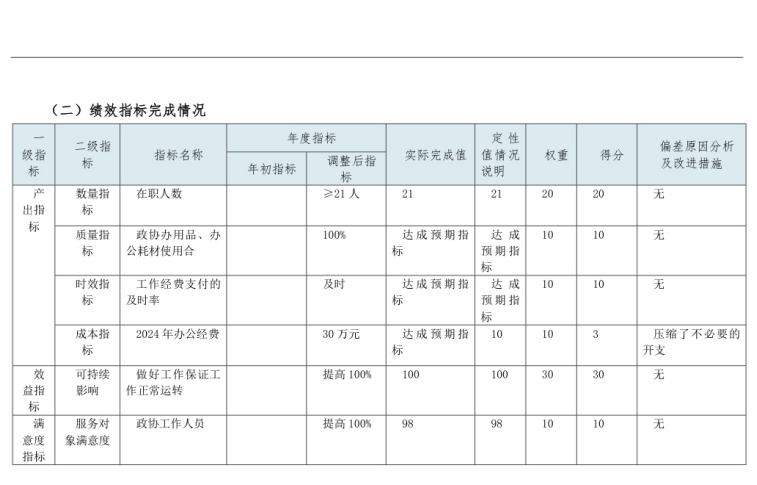 （二）绩效指标完成情况
一级指标 二级指标 指标名称 年度指标 实际完成值 定性值情况说明 权重 得分 偏差原因分析及改进措施
年初指标 调整后指标
产出指标 数量指标 在职人数 ≥21 人 21 21 20 20 无
质量指标 政协办用品、办公耗材使用合 100% 达成预期指标 达成预期指标 10 10 无
时效指标 工作经费支付的及时率 及时 达成预期指标 达成预期指标 10 10 无
成本指标 2024 年办公经费 30 万元 达成预期指标 10 10 3 压缩了不必要的开支
效益指标 可持续影响 做好工作保证工作正常运转 提高 100% 100 100 30 30 无
满意度指标 服务对象满意度 政协工作人员 提高 100% 98 98 10 10 无